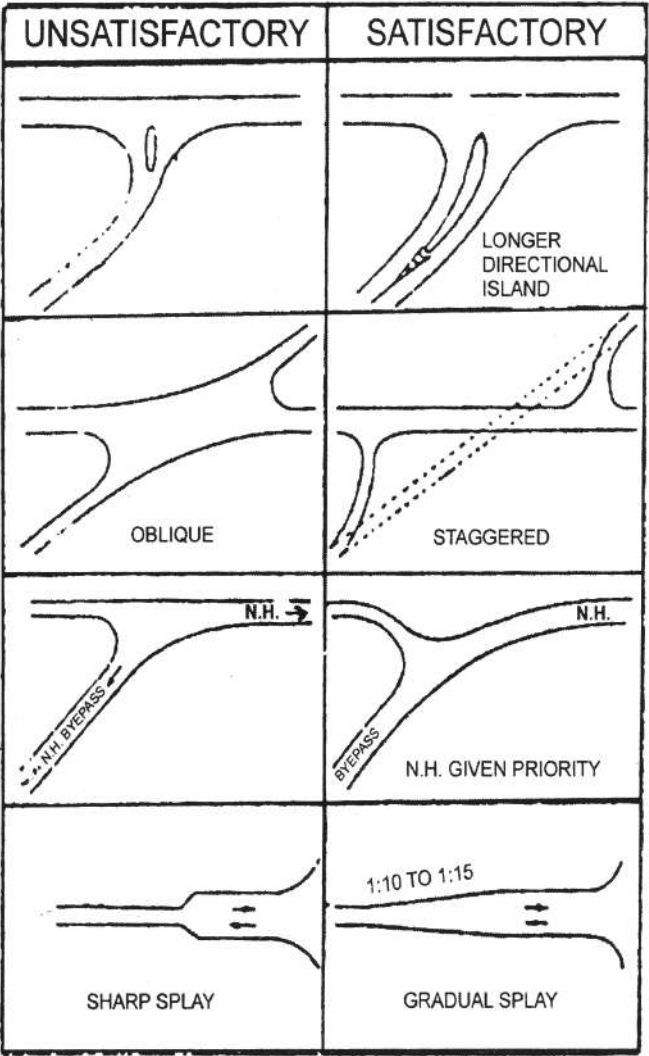 UNSATISFACTORY
SATISFACTORY
LONGER
DIRECTIONAL
ISLAND
OBLIQUE
STAGGERED
N.H.
N.H. BYEPASS
N.H.
BYEPASS
N.H. GIVEN PRIORITY
SHARP SPLAY
1:10 TO 1:15
GRADUAL SPLAY